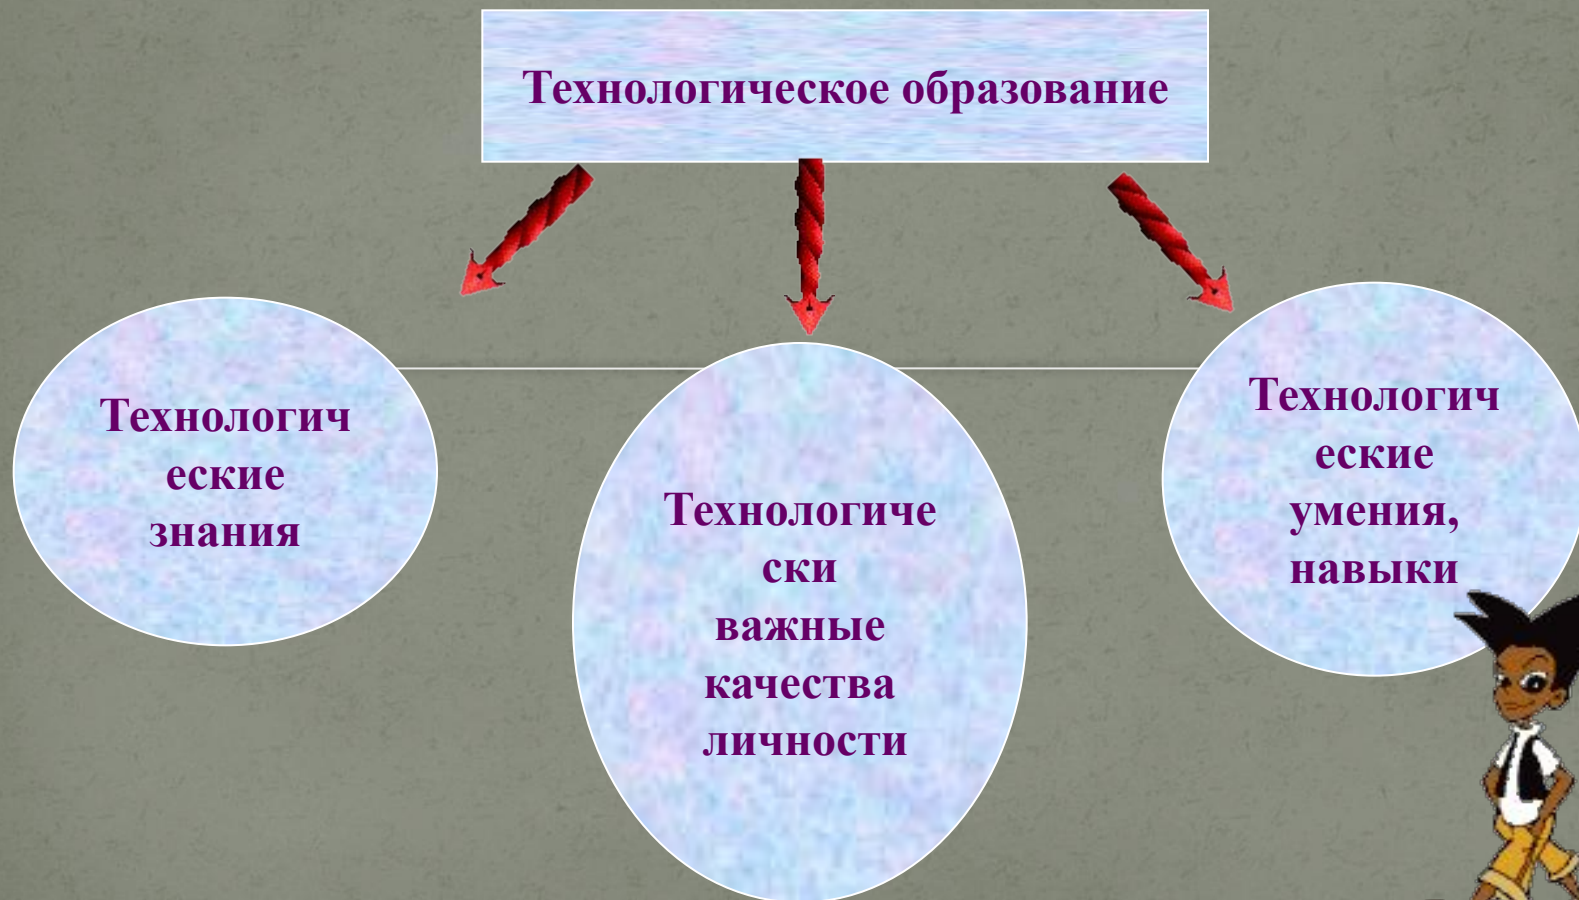 Технологическое образование
Технологич
еские
знания
Технологиче
ски
важные
качества
личности
Технологич
еские
умения,
навыки